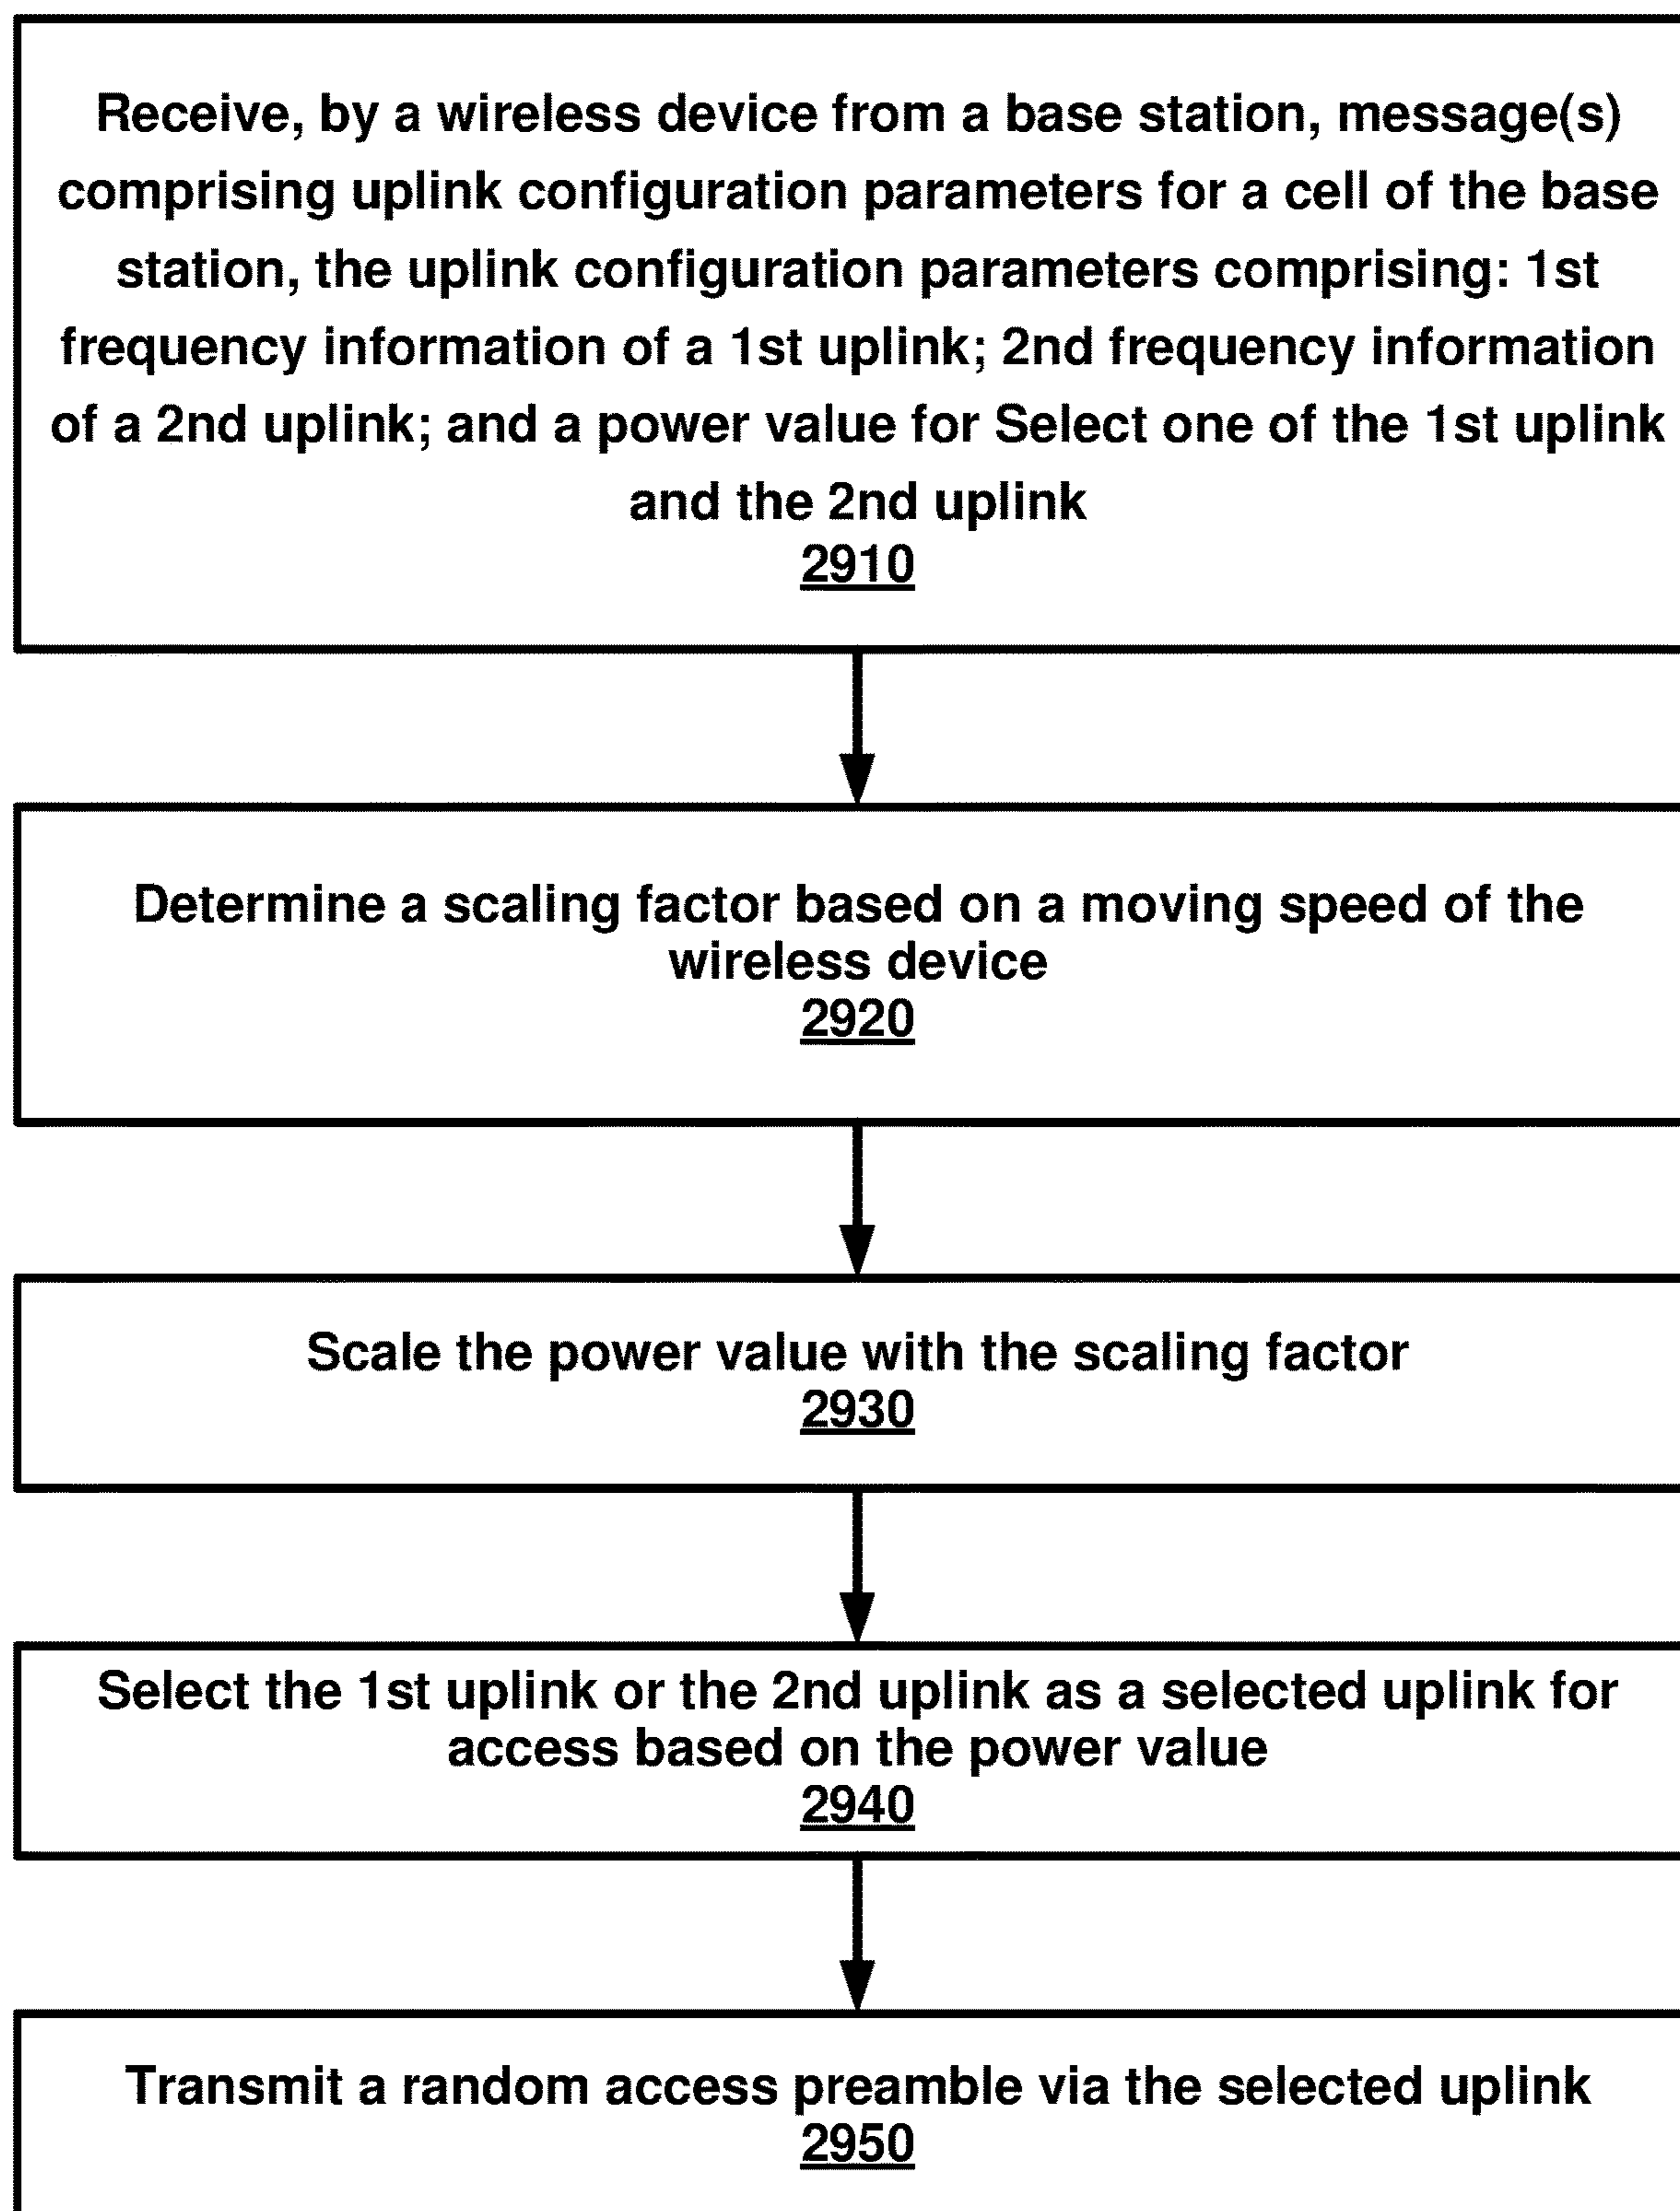 Receive, by a wireless device from a base station, message(s)
comprising uplink configuration parameters for a cell of the base
station, the uplink configuration parameters comprising: 1st
frequency information of a 1st uplink; 2nd frequency information
of a 2nd uplink; and a power value for Select one of the 1st uplink
and the 2nd uplink
2910
Determine a scaling factor based on a moving speed of the
wireless device
2920
Scale the power value with the scaling factor
2930
Select the 1st uplink or the 2nd uplink as a selected uplink for
access based on the power value
2940
Transmit a random access preamble via the selected uplink
2950